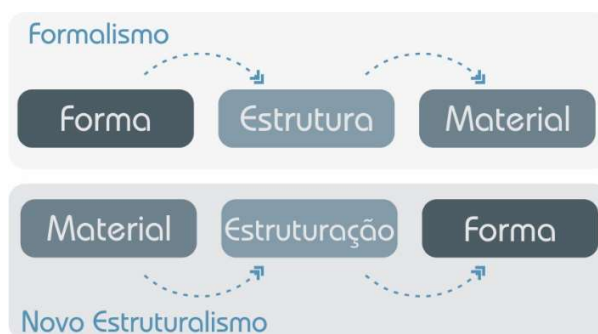 Formalismo
Forma Estrutura Material
Material Estruturação Forma
Novo Estruturalismo